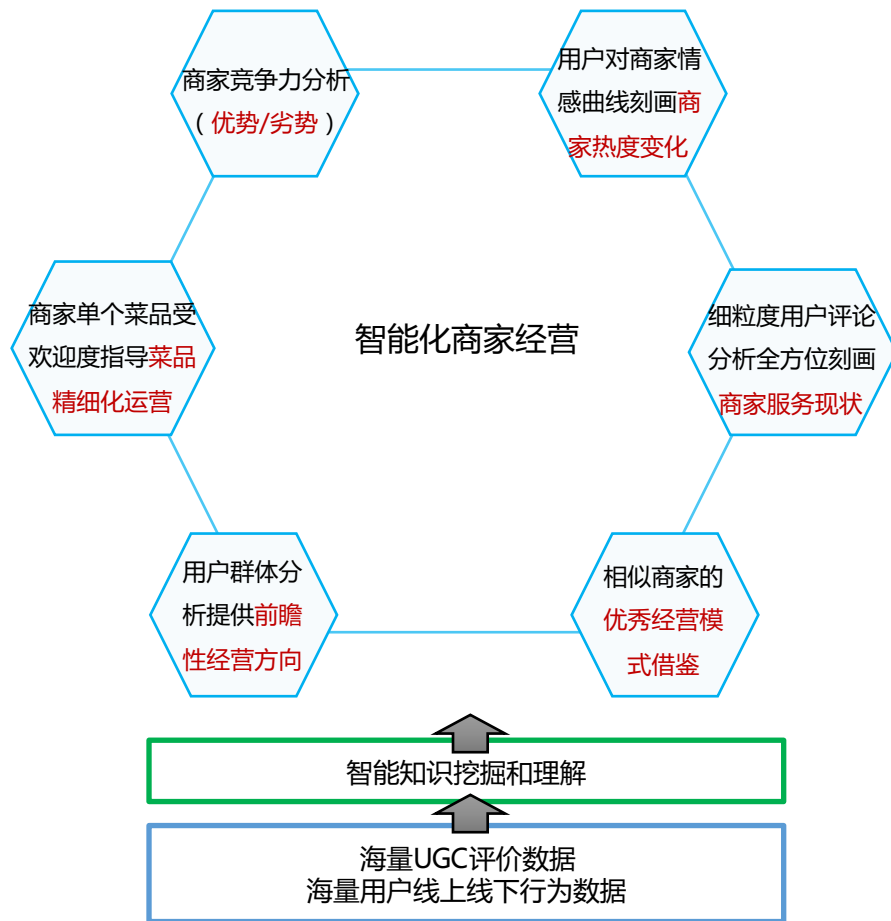 商家竞争力分析
（优势/劣势）
用户对商家情
感曲线刻画商
家热度变化
商家单个菜品受
欢迎度指导菜品
精细化运营
智能化商家经营
细粒度用户评论
分析全方位刻画
商家服务现状
用户群体分
析提供前瞻
性经营方向
相似商家的
优秀经营模
式借鉴
智能知识挖掘和理解
海量UGC评价数据
海量用户线上线下行为数据